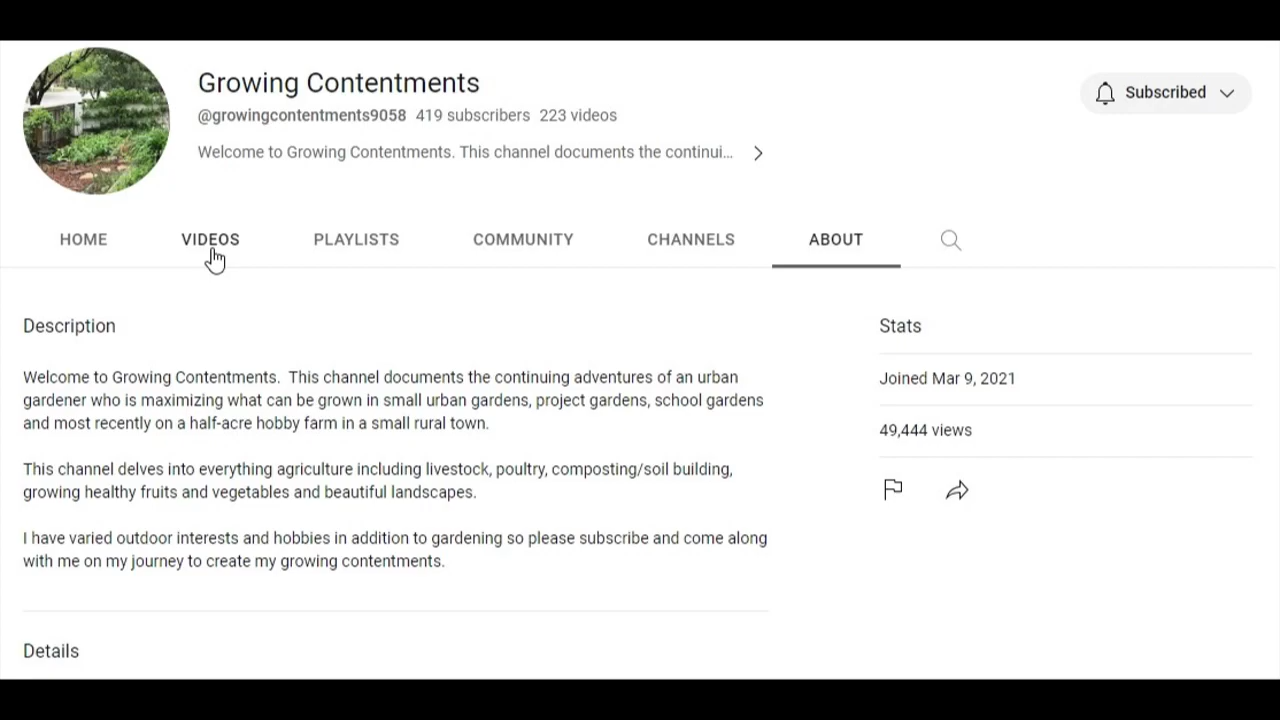 Growing Contentments
@growingcontentments9058 419 subscribers 223 videos
Welcome to Growing Contentments. This channel documents the continui...
Subscribed
HOME VIDEOS PLAYLISTS COMMUNITY CHANNELS ABOUT
Description
Welcome to Growing Contentments.  This channel documents the continuing adventures of an urban
gardener who is maximizing what can be grown in small urban gardens, project gardens, school gardens
and most recently on a half-acre hobby farm in a small rural town.
This channel delves into everything agriculture including livestock, poultry, composting/soil building,
growing healthy fruits and vegetables and beautiful landscapes.
I have varied outdoor interests and hobbies in addition to gardening so please subscribe and come along
with me on my journey to create my growing contentments.
Details
Stats
Joined Mar 9, 2021
49,444 views